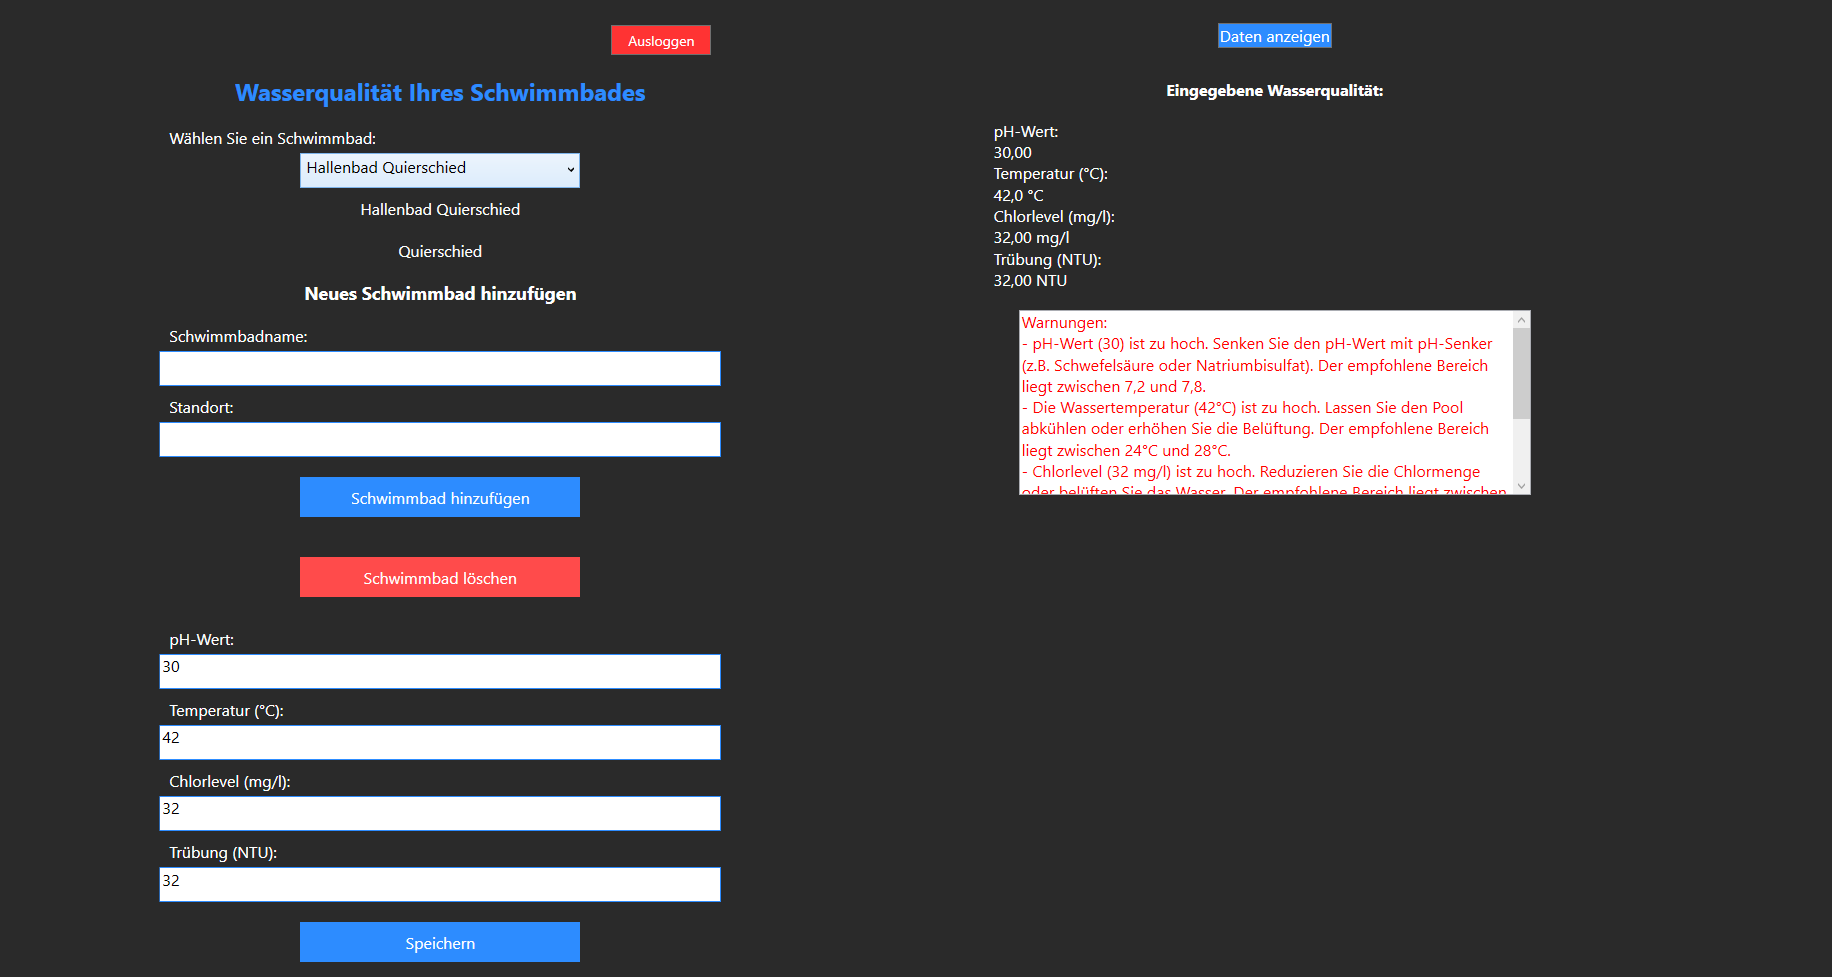 Ausloggen
Wasserqualität Ihres Schwimmbades
Wählen Sie ein Schwimmbad:
Hallenbad Quierschied
Hallenbad Quierschied
Quierschied
Neues Schwimmbad hinzufügen
Schwimmbadname:
Standort:
Schwimmbad hinzufügen
Schwimmbad löschen
pH-Wert:
30
Temperatur (°C):
42
Chlorlevel (mg/l):
32
Trübung (NTU):
32
Speichern
Daten anzeigen
Eingegebene Wasserqualität:
pH-Wert:
30,00
Temperatur (°C):
42,0 °C
Chlorlevel (mg/l):
32,00 mg/l
Trübung (NTU):
32,00 NTU
Warnungen:
- pH-Wert (30) ist zu hoch. Senken Sie den pH-Wert mit pH-Senker
(z.B. Schwefelsäure oder Natriumbisulfat). Der empfohlene Bereich
liegt zwischen 7,2 und 7,8.
- Die Wassertemperatur (42°C) ist zu hoch. Lassen Sie den Pool
abkühlen oder erhöhen Sie die Belüftung. Der empfohlene Bereich
liegt zwischen 24°C und 28°C.
- Chlorlevel (32 mg/l) ist zu hoch. Reduzieren Sie die Chlormenge
oder belüften Sie das Wasser. Der empfohlene Bereich liegt zwischen